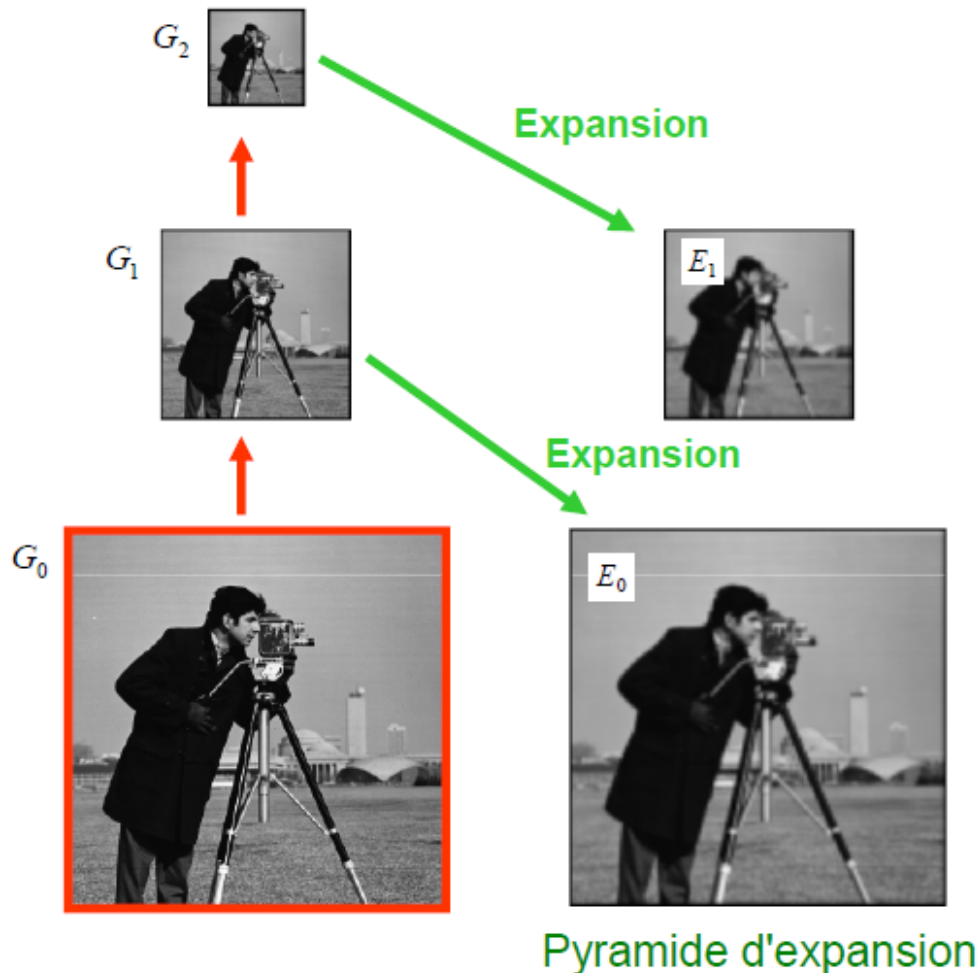 G₂
Expansion
G₁
E₁
Expansion
G₀
E₀
Pyramide d'expansion